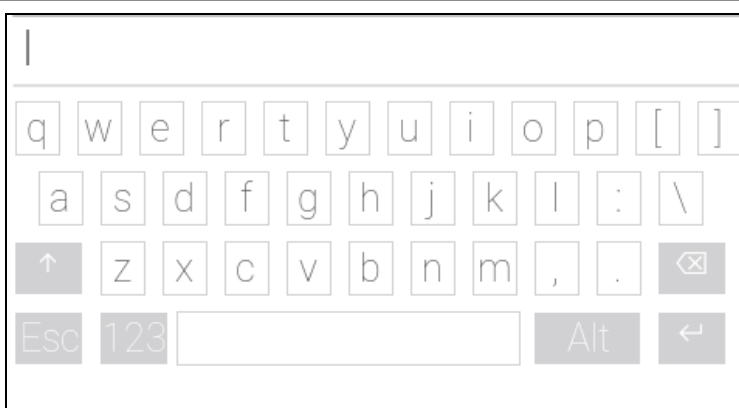 q w e r t y u i o p [ ]
a s d f g h j k l : \
↑ z x c v b n m , . ⌫
Esc 123 Alt ↵